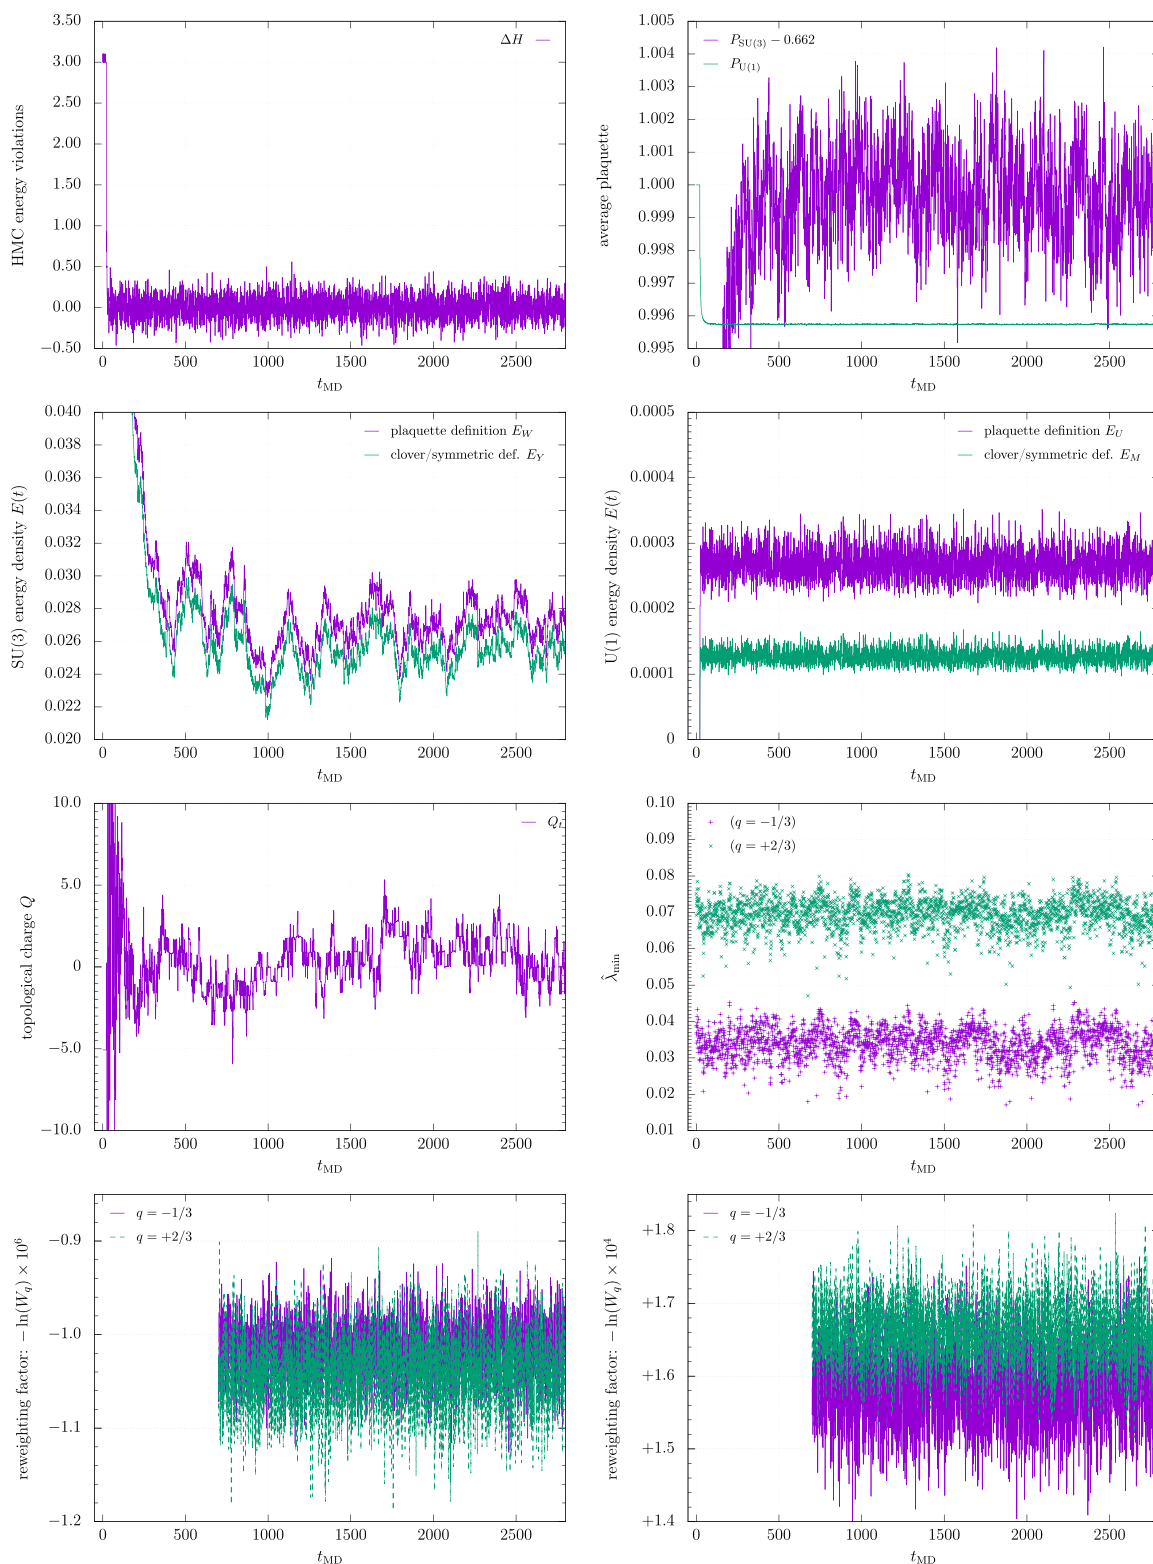 HMC energy violations
3.50
3.00
2.50
2.00
1.50
1.00
0.50
0.00
−0.50
ΔH
0 500 1000 1500 2000 2500
t_MD
average plaquette
1.005
1.004
1.003
1.002
1.001
1.000
0.999
0.998
0.997
0.996
0.995
P_SU(3) − 0.662
P_U(1)
0 500 1000 1500 2000 2500
t_MD
SU(3) energy density E(t)
0.040
0.038
0.036
0.034
0.032
0.030
0.028
0.026
0.024
0.022
0.020
plaquette definition E_W
clover/symmetric def. E_Y
0 500 1000 1500 2000 2500
t_MD
U(1) energy density E(t)
0.0005
0.0004
0.0003
0.0002
0.0001
0
plaquette definition E_U
clover/symmetric def. E_M
0 500 1000 1500 2000 2500
t_MD
topological charge Q
10.0
5.0
0
−5.0
−10.0
Q_t
0 500 1000 1500 2000 2500
t_MD
λ̂_min
0.10
0.09
0.08
0.07
0.06
0.05
0.04
0.03
0.02
0.01
(q = −1/3)
(q = +2/3)
0 500 1000 1500 2000 2500
t_MD
reweighting factor: − ln(W_q) × 10^6
−0.9
−1.0
−1.1
−1.2
q = −1/3
q = +2/3
0 500 1000 1500 2000 2500
t_MD
reweighting factor: − ln(W_q) × 10^4
+1.8
+1.7
+1.6
+1.5
+1.4
q = −1/3
q = +2/3
0 500 1000 1500 2000 2500
t_MD